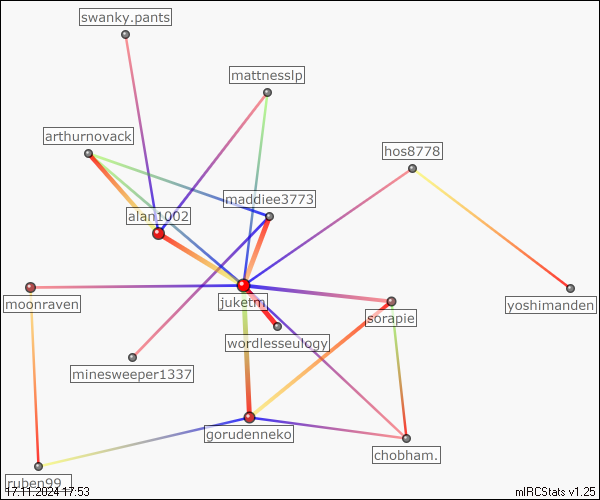 swanky.pants
mattnesslp
arthurnovack
hos8778
maddiee3773
alan1002
moonraven
juketm
yoshimanden
sorapie
wordlesseulogy
minesweeper1337
gorudenneko
chobham.
ruben99_
17.11.2024 17:53
mIRCStats v1.25